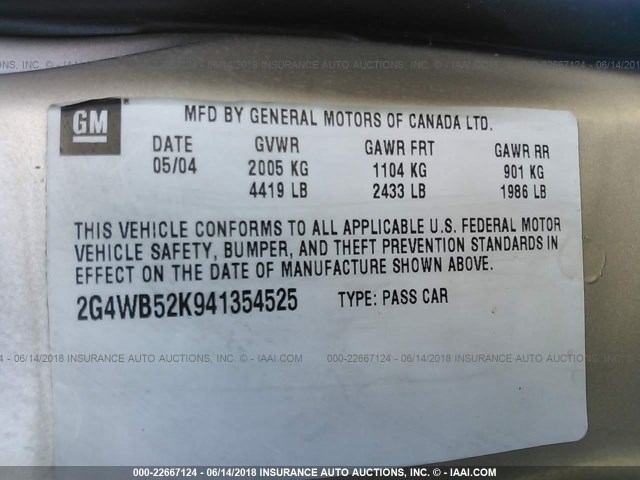 GM
MFD BY GENERAL MOTORS OF CANADA LTD.
DATE GVWR GAWR FRT GAWR RR
05/04 2005 KG 1104 KG 901 KG
4419 LB 2433 LB 1986 LB
THIS VEHICLE CONFORMS TO ALL APPLICABLE U.S. FEDERAL MOTOR
VEHICLE SAFETY, BUMPER, AND THEFT PREVENTION STANDARDS IN
EFFECT ON THE DATE OF MANUFACTURE SHOWN ABOVE.
2G4WB52K941354525 TYPE: PASS CAR
000-22667124 - 06/14/2018 INSURANCE AUTO AUCTIONS, INC. © - IAAI.COM